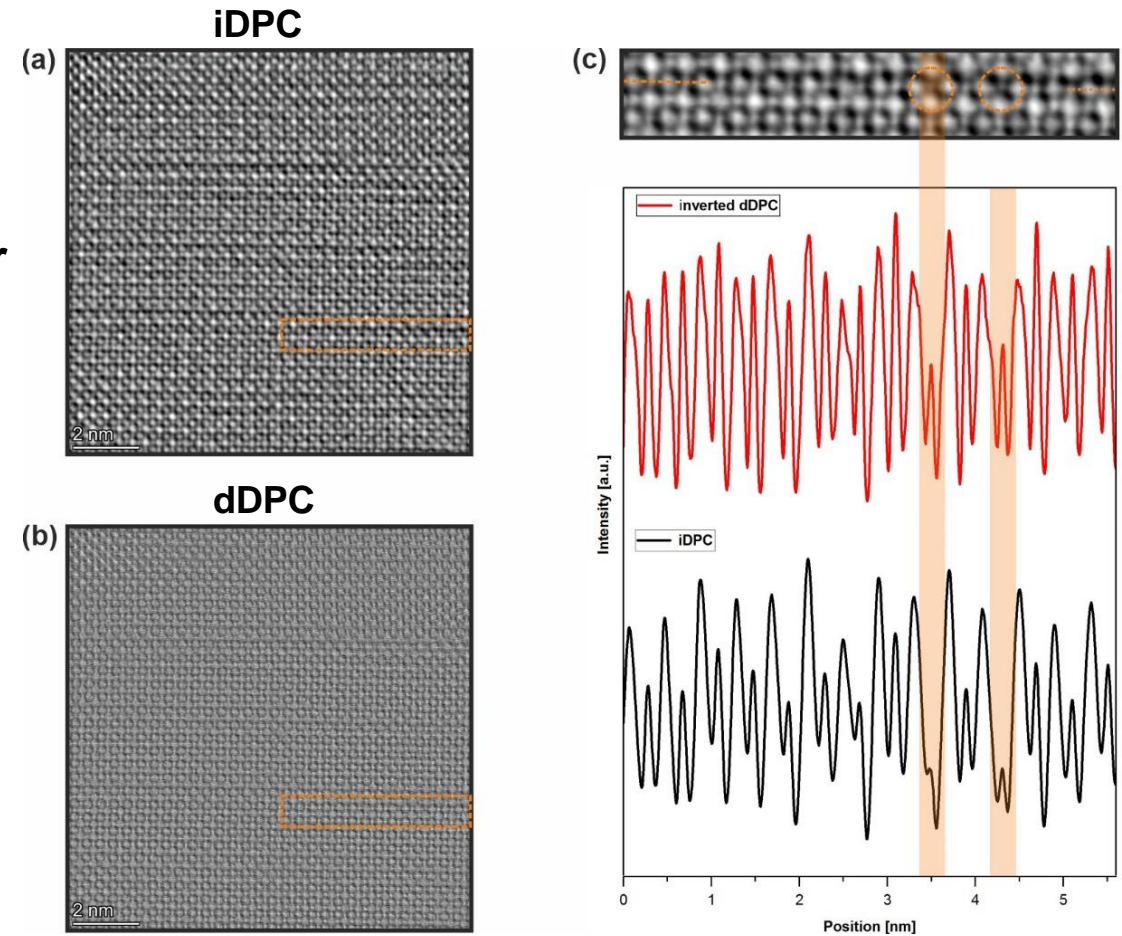 iDPC
(a)
2 nm
dDPC
(b)
2 nm
(c)
inverted dDPC
iDPC
Intensity [a.u.]
0 1 2 3 4 5
Position [nm]